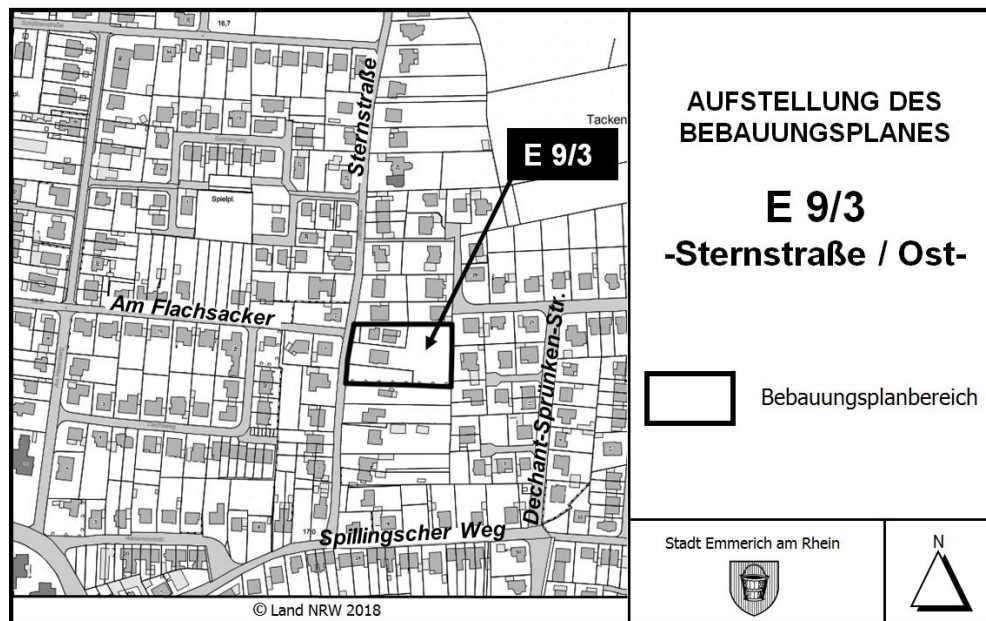 16,7
Sternstraße
Tacken
E 9/3
Spielpl.
Am Flachsacker
Dechant-Sprünken-Str.
Spillingscher Weg
© Land NRW 2018
AUFSTELLUNG DES
BEBAUUNGSPLANES
E 9/3
-Sternstraße / Ost-
Bebauungsplanbereich
Stadt Emmerich am Rhein
N